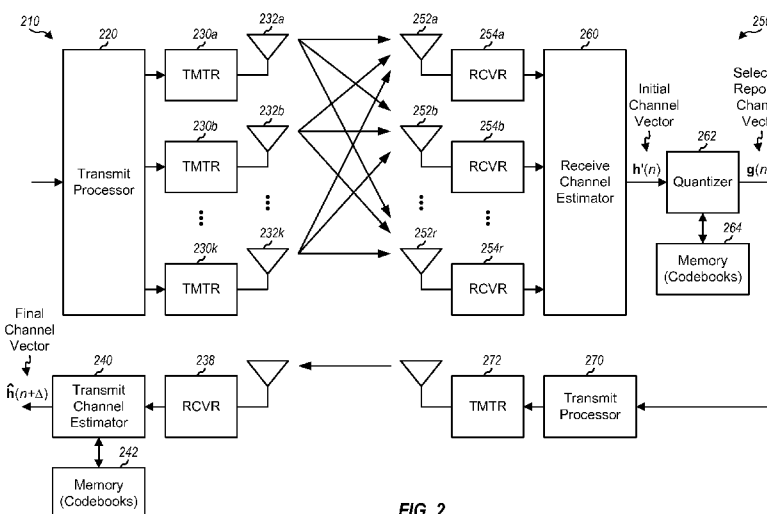 210
220
230a
232a
252a
254a
260
TMTR
RCVR
Initial
Channel
Vector
h'(n)
230b
232b
252b
254b
TMTR
RCVR
Transmit
Processor
Receive
Channel
Estimator
262
Quantizer
264
Memory
(Codebooks)
230k
232k
252r
254r
TMTR
RCVR
Final
Channel
Vector
ĥ(n+Δ)
240
Transmit
Channel
Estimator
238
RCVR
272
TMTR
270
Transmit
Processor
242
Memory
(Codebooks)
FIG. 2